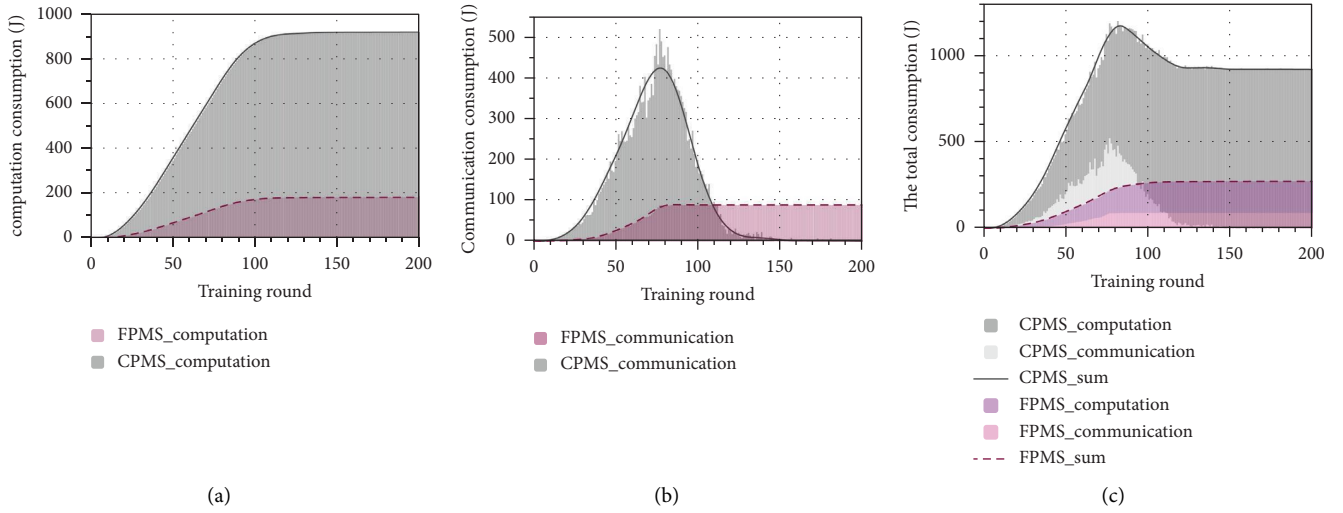 computation consumption (J)
1000
800
600
400
200
0
0 50 100 150 200
Training round
FPMS_computation
CPMS_computation
(a)
Communication consumption (J)
500
400
300
200
100
0
0 50 100 150 200
Training round
FPMS_communication
CPMS_communication
(b)
The total consumption (J)
1000
500
0
0 50 100 150 200
Training round
CPMS_computation
CPMS_communication
CPMS_sum
FPMS_computation
FPMS_communication
FPMS_sum
(c)